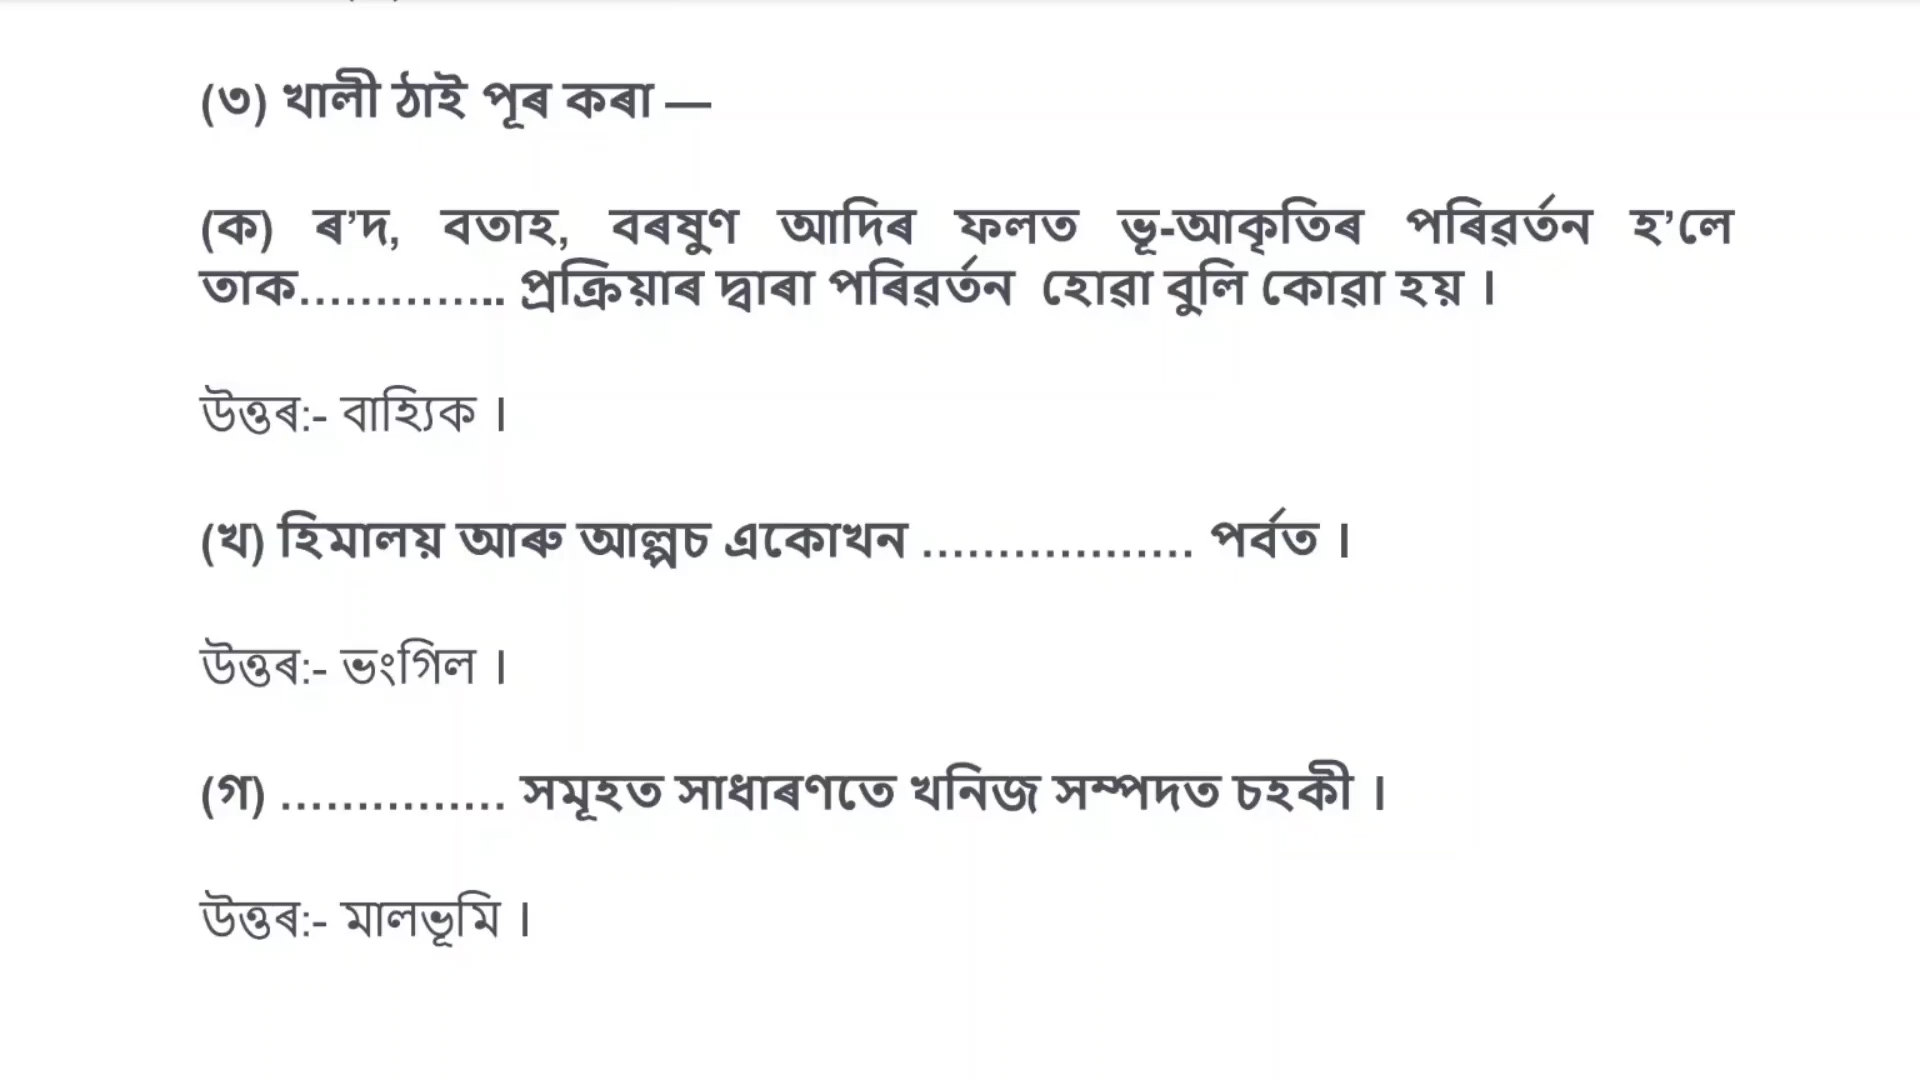 (৩) খালী ঠাই পূৰ কৰা —
(ক) ৰ’দ, বতাহ, বৰষুণ আদিৰ ফলত ভূ-আকৃতিৰ পৰিৱৰ্তন হ’লে
তাক………….. প্ৰক্ৰিয়াৰ দ্বাৰা পৰিৱৰ্তন হোৱা বুলি কোৱা হয় ।
উত্তৰ:- বাহ্যিক ।
(খ) হিমালয় আৰু আল্পচ একোখন ……………… পৰ্বত ।
উত্তৰ:- ভংগিল ।
(গ) …………… সমূহত সাধাৰণতে খনিজ সম্পদত চহকী ।
উত্তৰ:- মালভূমি ।